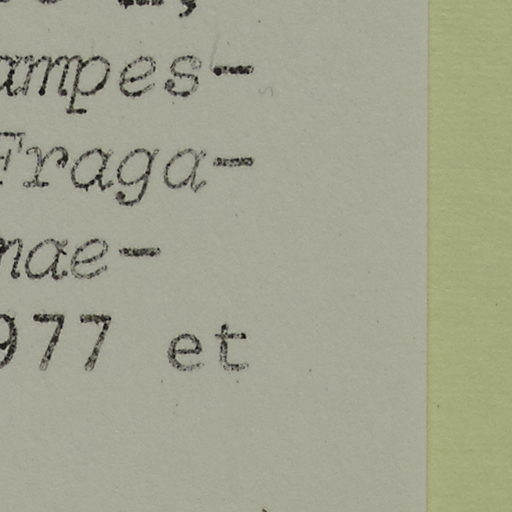 ampes-
Fraga-
nae-
977 et